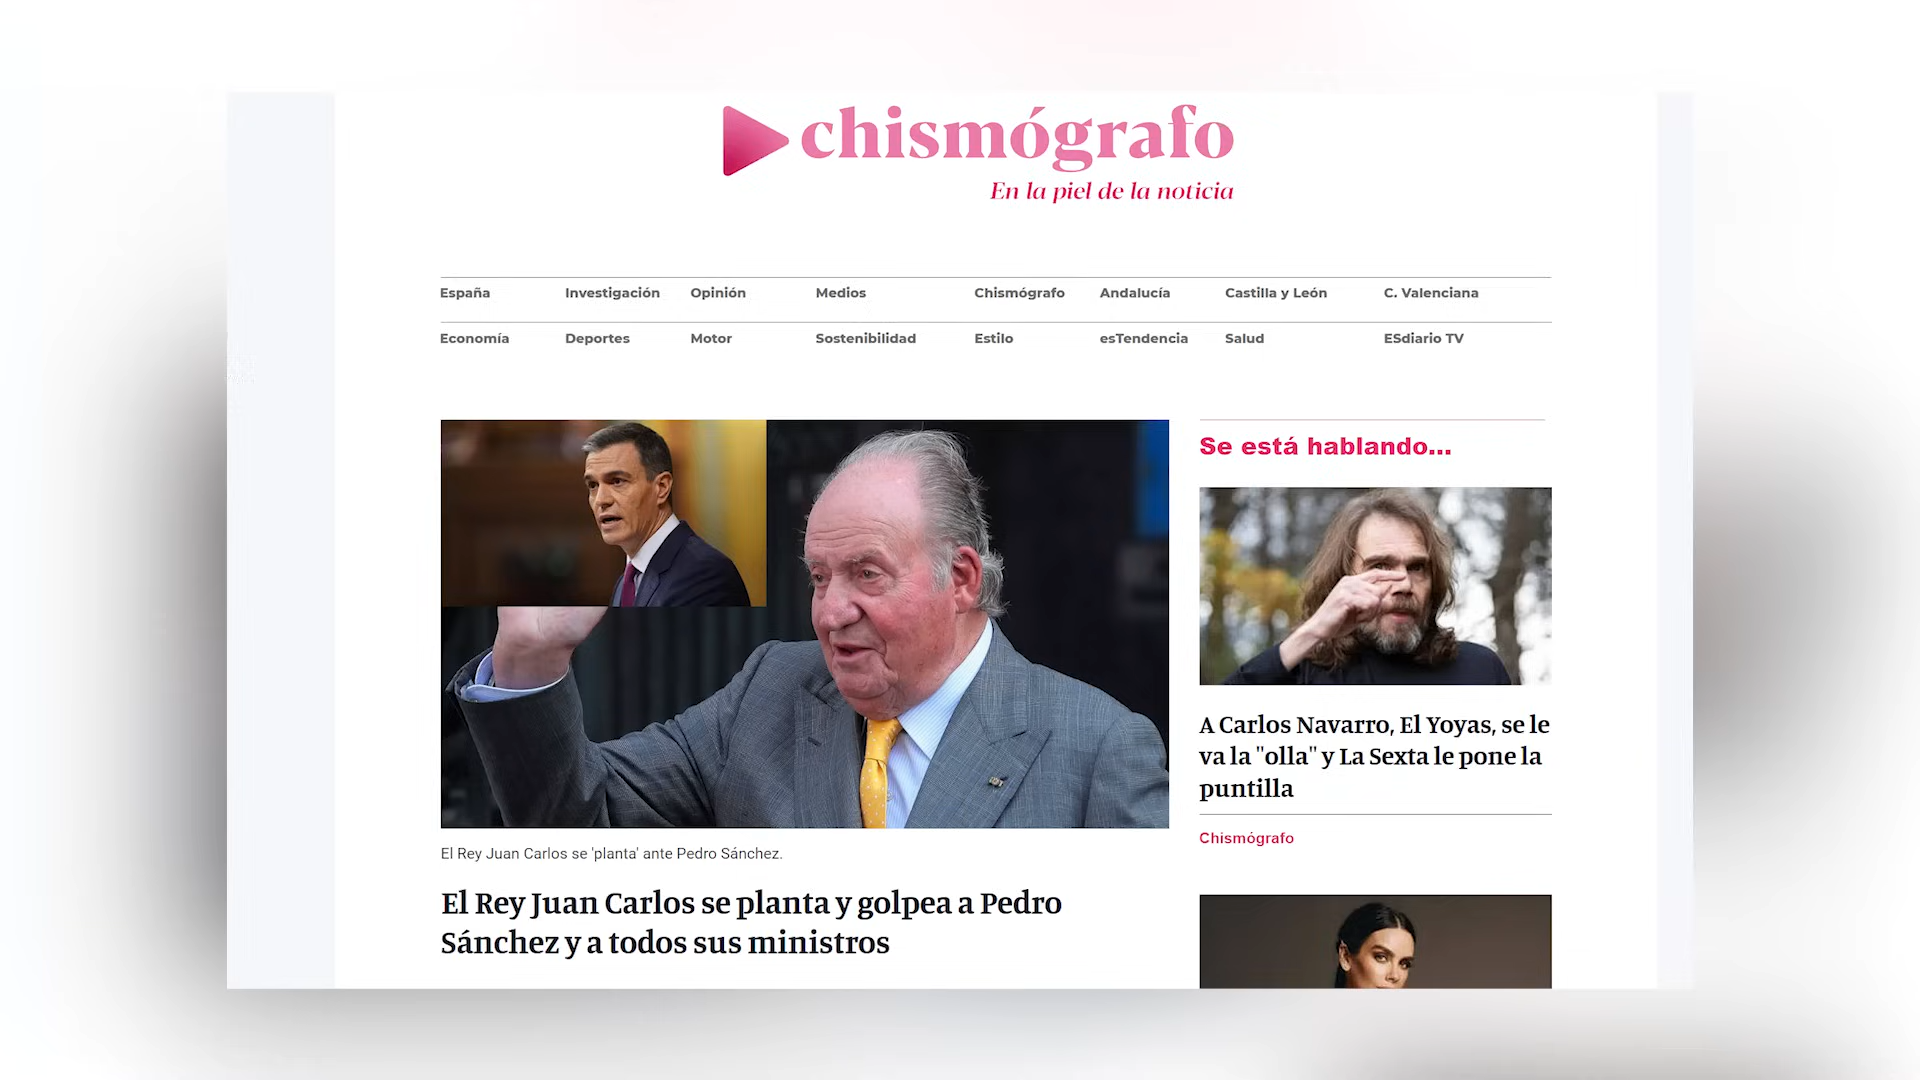 chismógrafo
En la piel de la noticia
España Investigación Opinión Medios Chismógrafo Andalucía Castilla y León C. Valenciana
Economía Deportes Motor Sostenibilidad Estilo esTendencia Salud ESdiario TV
El Rey Juan Carlos se 'planta' ante Pedro Sánchez.
El Rey Juan Carlos se planta y golpea a Pedro
Sánchez y a todos sus ministros
Se está hablando...
A Carlos Navarro, El Yoyas, se le
va la "olla" y La Sexta le pone la
puntilla
Chismógrafo